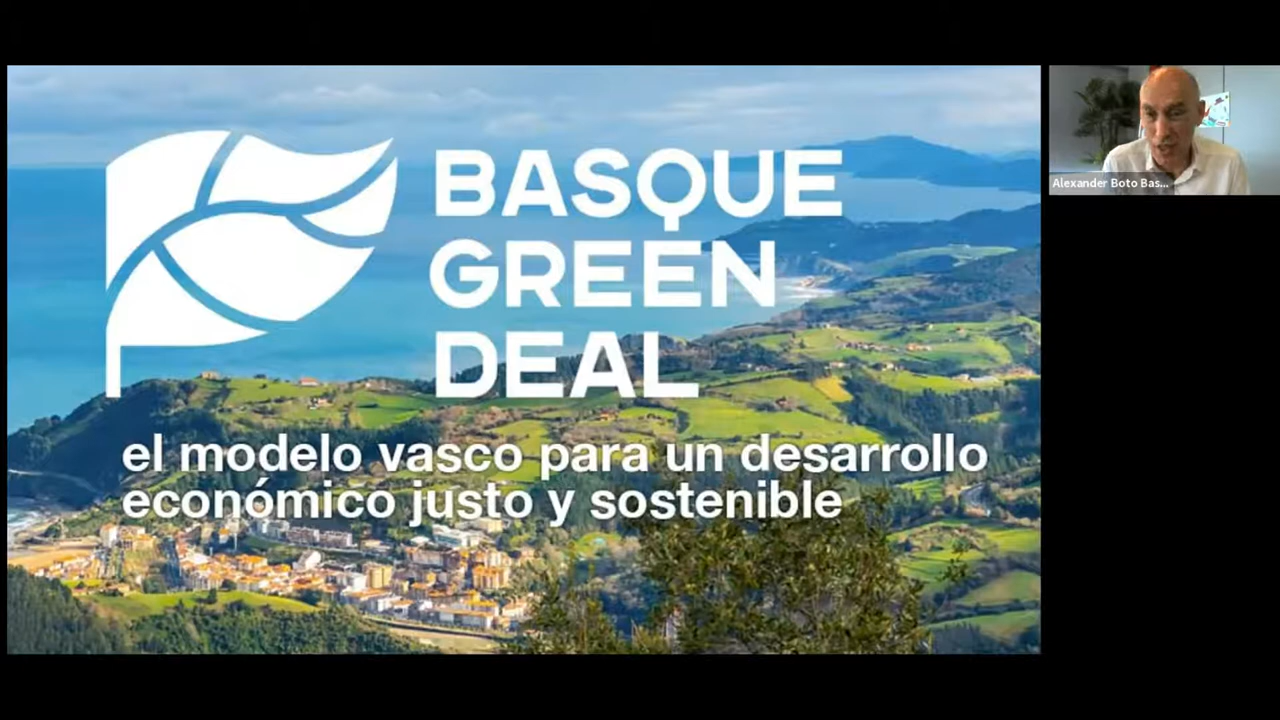 BASQUE
GREEN
DEAL
el modelo vasco para un desarrollo
económico justo y sostenible
Alexander Boto Bas...